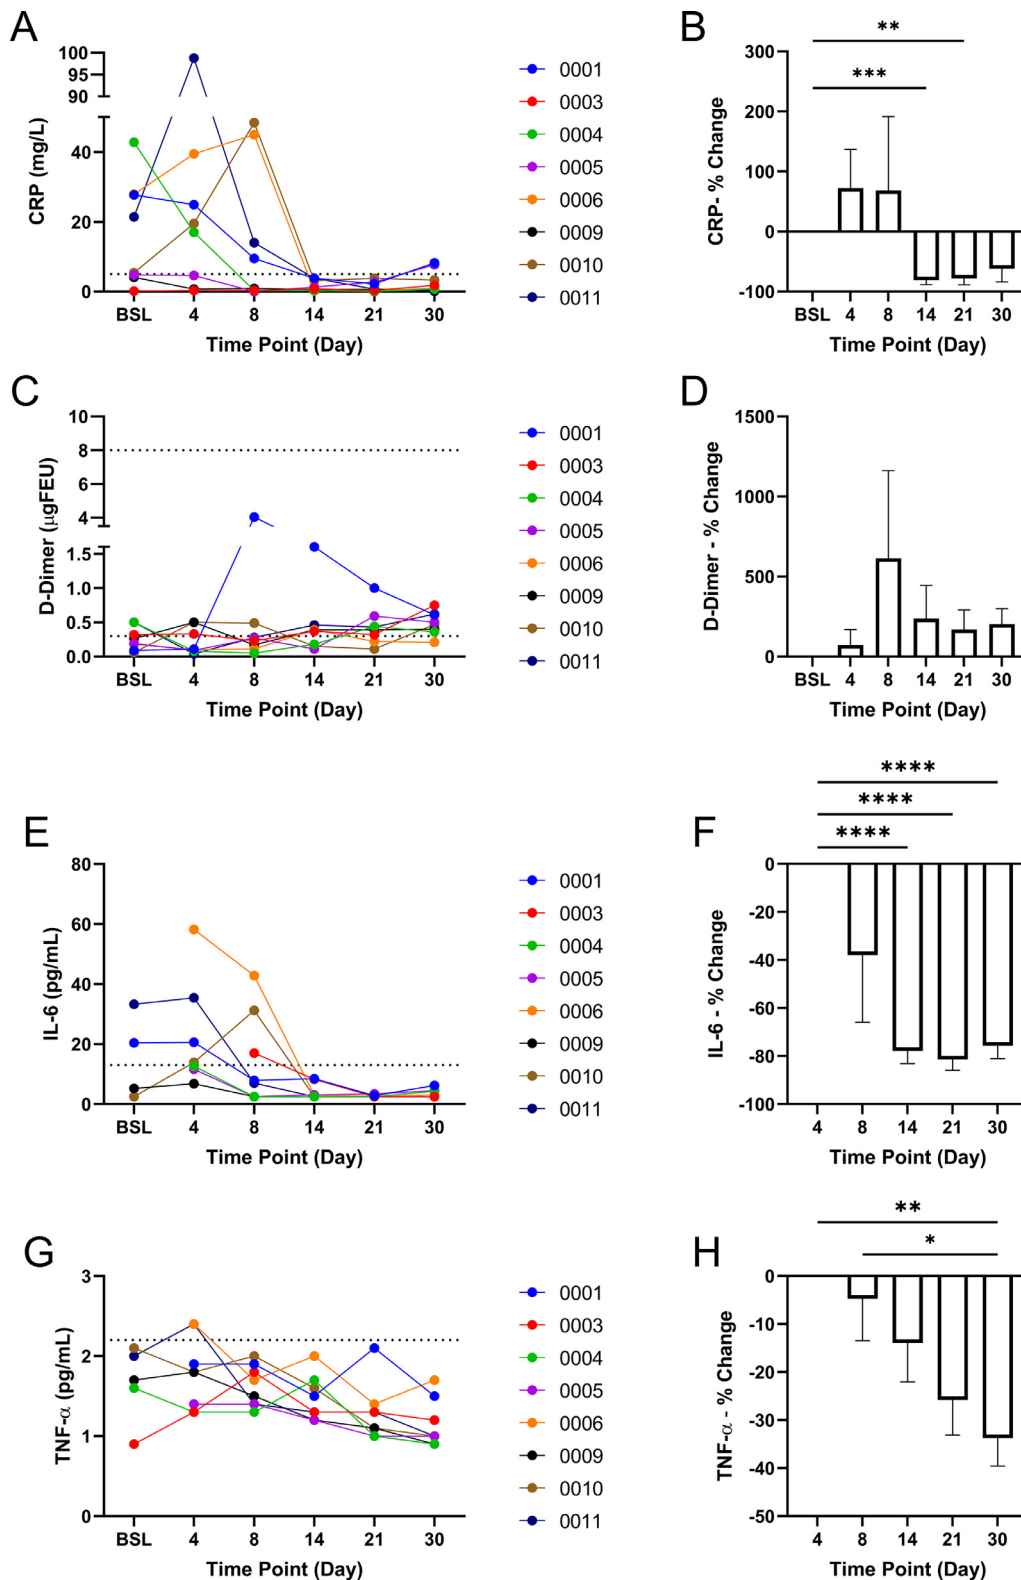 A
CRP (mg/L)
100
95
90
40
20
0
BSL 4 8 14 21 30
Time Point (Day)
0001
0003
0004
0005
0006
0009
0010
0011
B
**
***
CRP- % Change
300
200
100
0
-100
BSL 4 8 14 21 30
Time Point (Day)
C
D-Dimer (µgFEU)
10
8
6
4
1.5
1.0
0.5
0.0
BSL 4 8 14 21 30
Time Point (Day)
0001
0003
0004
0005
0006
0009
0010
0011
D
D-Dimer - % Change
1500
1000
500
0
BSL 4 8 14 21 30
Time Point (Day)
E
IL-6 (pg/mL)
80
60
40
20
0
BSL 4 8 14 21 30
Time Point (Day)
0001
0003
0004
0005
0006
0009
0010
0011
F
****
****
****
IL-6 - % Change
0
-20
-40
-60
-80
-100
4 8 14 21 30
Time Point (Day)
G
TNF-α (pg/mL)
3
2
1
0
BSL 4 8 14 21 30
Time Point (Day)
0001
0003
0004
0005
0006
0009
0010
0011
H
**
*
TNF-α - % Change
0
-10
-20
-30
-40
-50
4 8 14 21 30
Time Point (Day)